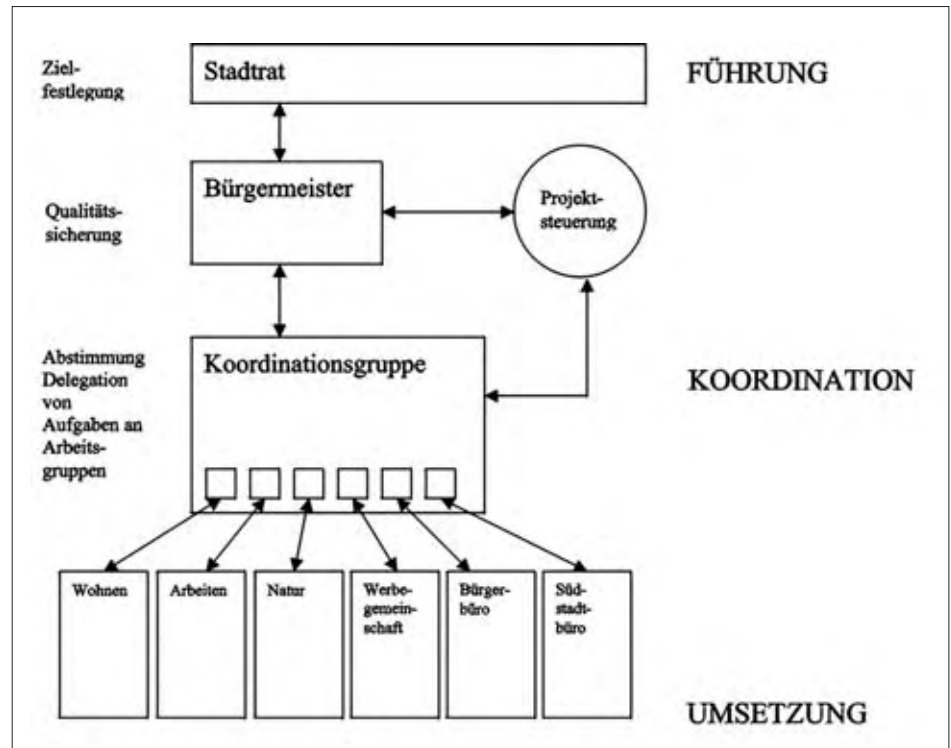 Ziel-
festlegung
Stadtrat
FÜHRUNG
Bürgermeister
Qualitäts-
sicherung
Projekt-
steuerung
Abstimmung
Delegation
von
Aufgaben an
Arbeits-
gruppen
Koordinationsgruppe
KOORDINATION
Wohnen
Arbeiten
Natur
Werbe-
gemein-
schaft
Bürger-
büro
Süd-
stadt-
büro
UMSETZUNG